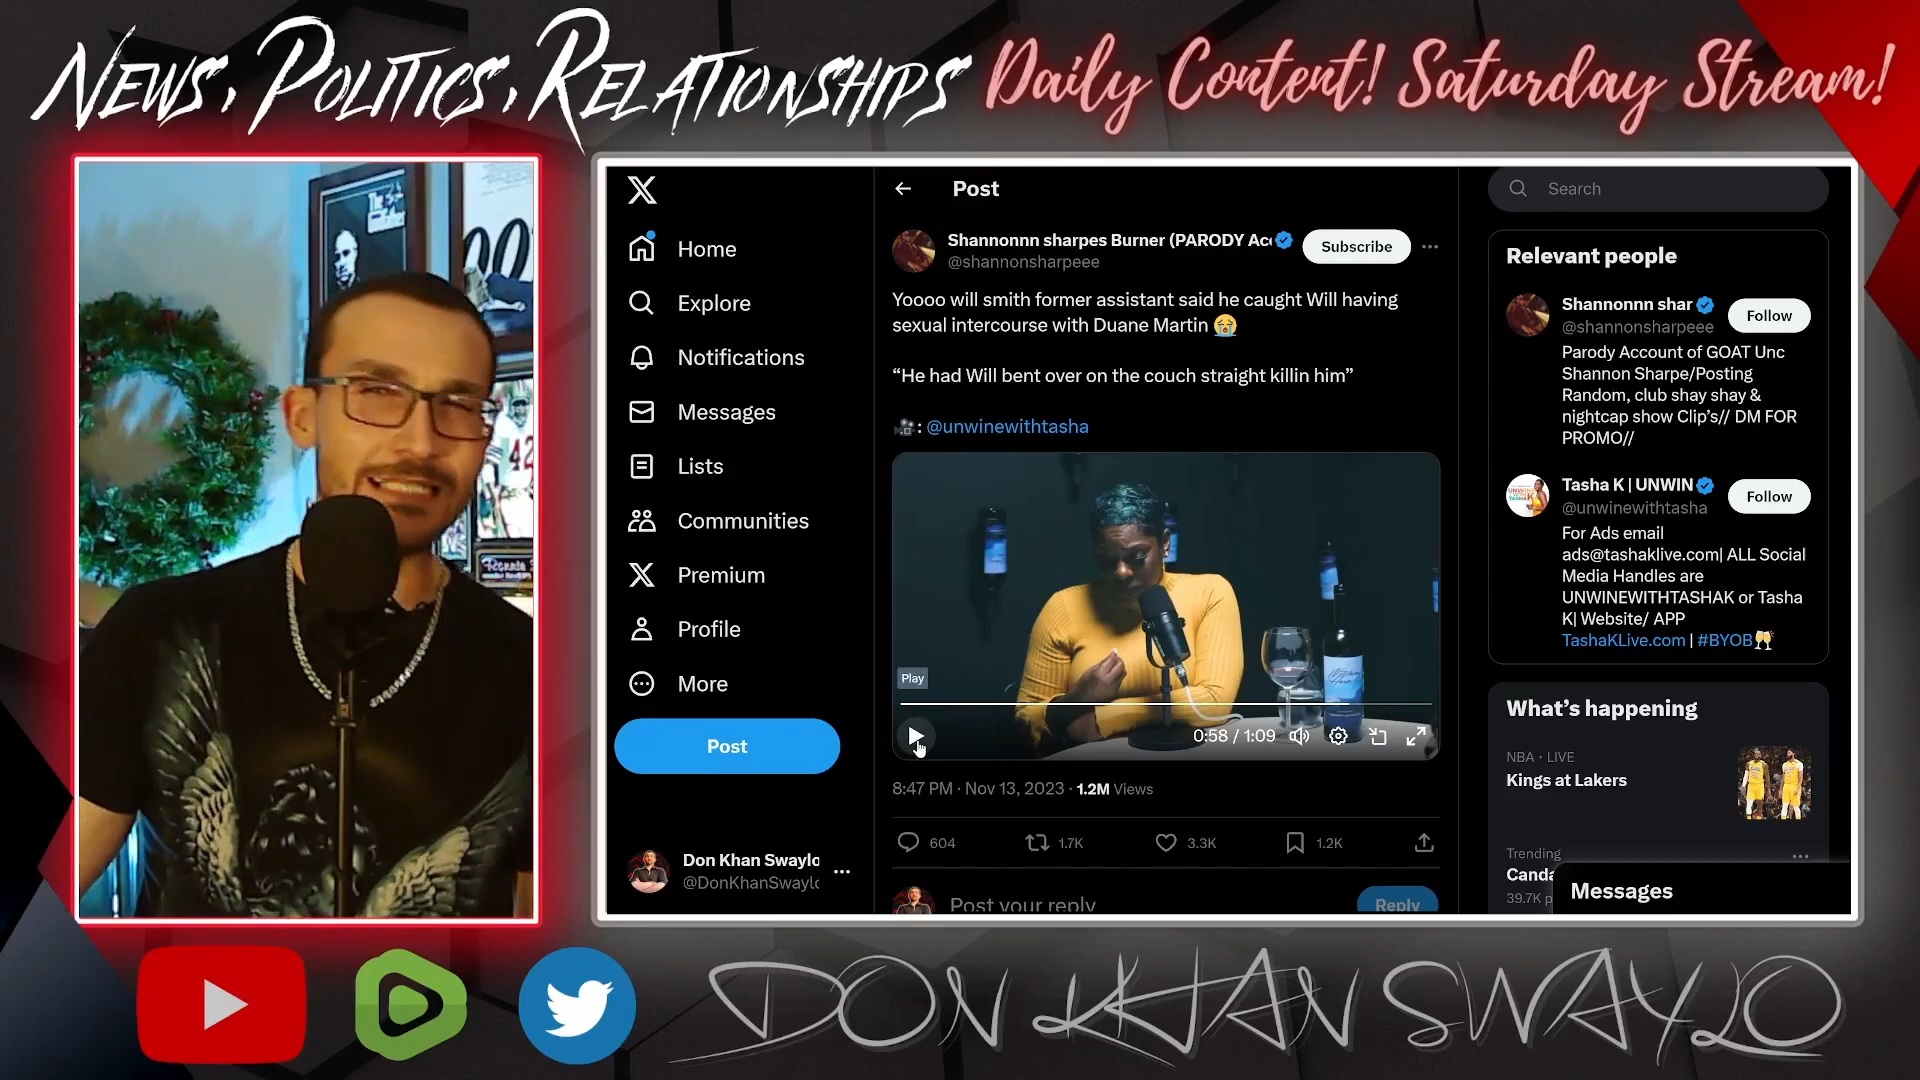 NEWS, POLITICS, RELATIONSHIPS
Daily Content! Saturday Stream!
X
Home
Explore
Notifications
Messages
Lists
Communities
Premium
Profile
More
Post
Don Khan Swaylo
@DonKhanSwaylo
Post
Shannonnn sharpes Burner (PARODY Acc
@shannonsharpeee
Subscribe
Yoooo will smith former assistant said he caught Will having
sexual intercourse with Duane Martin 😭
“He had Will bent over on the couch straight killin him”
🎥: @unwinewithtasha
Play
0:58 / 1:09
8:47 PM · Nov 13, 2023 · 1.2M Views
604
1.7K
3.3K
1.2K
Post your reply
Reply
Search
Relevant people
Shannonnn shar
@shannonsharpeee
Follow
Parody Account of GOAT Unc
Shannon Sharpe/Posting
Random, club shay shay &
nightcap show Clip’s// DM FOR
PROMO//
Tasha K | UNWIN
@unwinewithtasha
Follow
For Ads email
ads@tashaklive.com| ALL Social
Media Handles are
UNWINEWITHTASHAK or Tasha
K| Website/ APP
TashaKLive.com | #BYOB🥂
What’s happening
NBA · LIVE
Kings at Lakers
Trending
Canda
39.7K p
Messages
DON KHAN SWAYLO